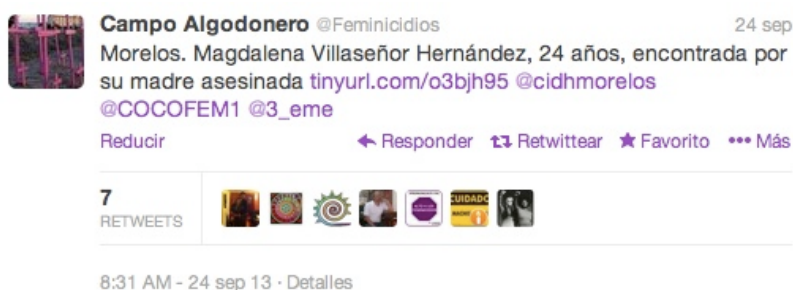 Campo Algodonero @Feminicidios 24 sep
Morelos. Magdalena Villaseñor Hernández, 24 años, encontrada por
su madre asesinada tinyurl.com/o3bjh95 @cidhmorelos
@COCOFEM1 @3_eme
Reducir Responder Retwittear Favorito Más
7
RETWEETS
CUIDADO
8:31 AM - 24 sep 13 · Detalles